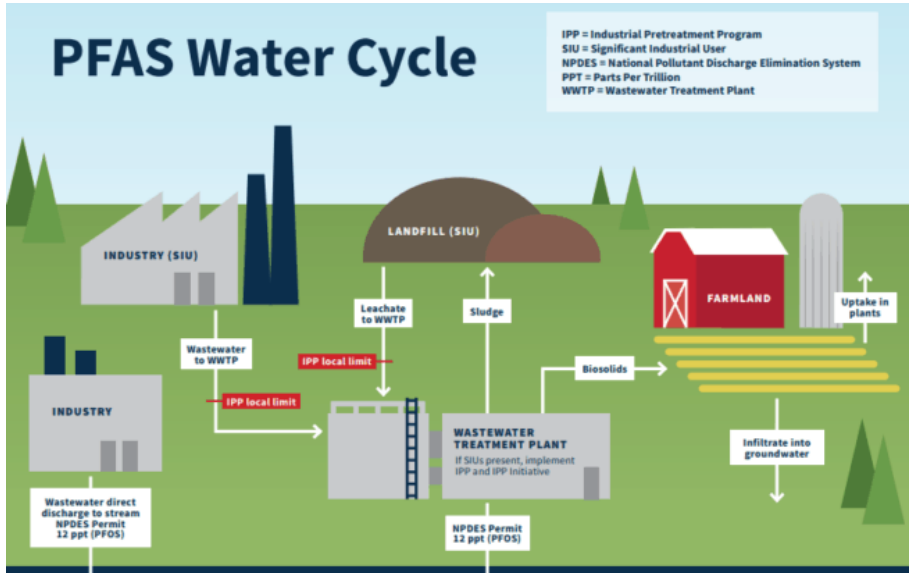 PFAS Water Cycle
IPP = Industrial Pretreatment Program
SIU = Significant Industrial User
NPDES = National Pollutant Discharge Elimination System
PPT = Parts Per Trillion
WWTP = Wastewater Treatment Plant
INDUSTRY (SIU)
LANDFILL (SIU)
FARMLAND
Leachate
to WWTP
Sludge
Uptake in
plants
Wastewater
to WWTP
IPP local limit
Biosolids
IPP local limit
INDUSTRY
WASTEWATER
TREATMENT PLANT
If SIUs present, implement
IPP and IPP Initiative
Infiltrate into
groundwater
Wastewater direct
discharge to stream
NPDES Permit
12 ppt (PFOS)
NPDES Permit
12 ppt (PFOS)